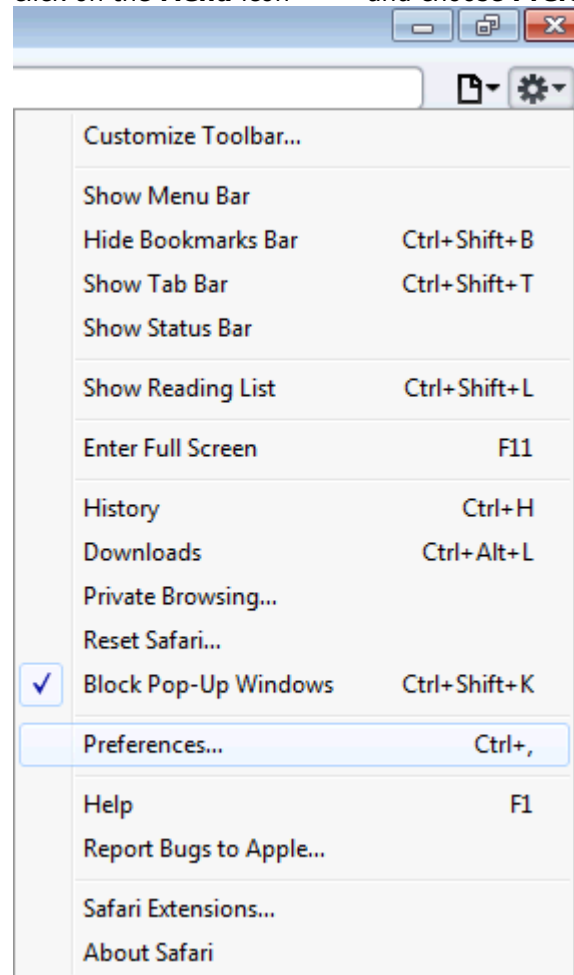 Customize Toolbar...
Show Menu Bar
Hide Bookmarks Bar Ctrl+Shift+B
Show Tab Bar Ctrl+Shift+T
Show Status Bar
Show Reading List Ctrl+Shift+L
Enter Full Screen F11
History Ctrl+H
Downloads Ctrl+Alt+L
Private Browsing...
Reset Safari...
Block Pop-Up Windows Ctrl+Shift+K
Preferences... Ctrl+,
Help F1
Report Bugs to Apple...
Safari Extensions...
About Safari